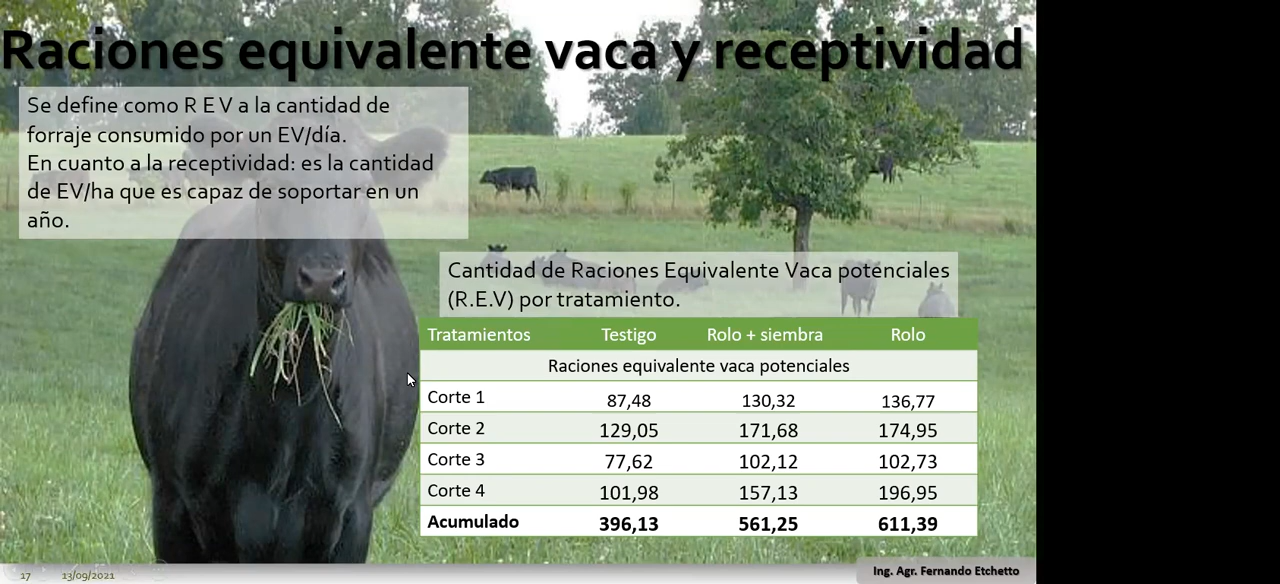 Raciones equivalente vaca y receptividad
Se define como R E V a la cantidad de
forraje consumido por un EV/día.
En cuanto a la receptividad: es la cantidad
de EV/ha que es capaz de soportar en un
año.
Cantidad de Raciones Equivalente Vaca potenciales
(R.E.V) por tratamiento.
Tratamientos Testigo Rolo + siembra Rolo
Raciones equivalente vaca potenciales
Corte 1 87,48 130,32 136,77
Corte 2 129,05 171,68 174,95
Corte 3 77,62 102,12 102,73
Corte 4 101,98 157,13 196,95
Acumulado 396,13 561,25 611,39
17 13/09/2021 Ing. Agr. Fernando Etchetto